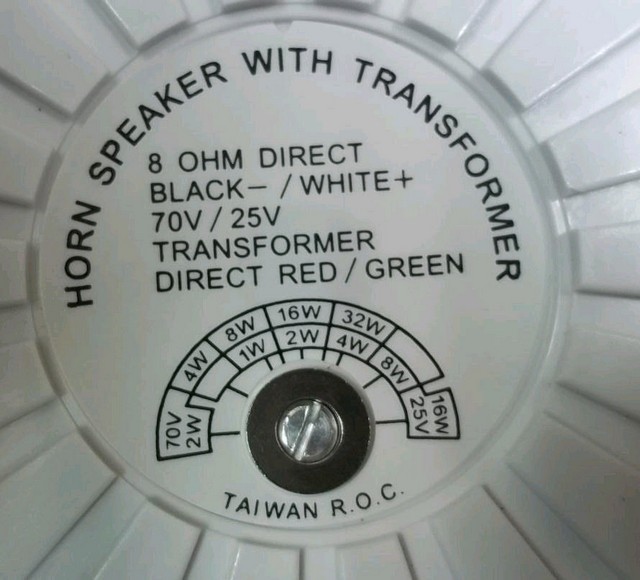 HORN SPEAKER WITH TRANSFORMER
8 OHM DIRECT
BLACK- / WHITE+
70V / 25V
TRANSFORMER
DIRECT RED / GREEN
70V 2W 4W 8W 16W 32W
1W 2W 4W 8W 16W 25V
TAIWAN R.O.C.